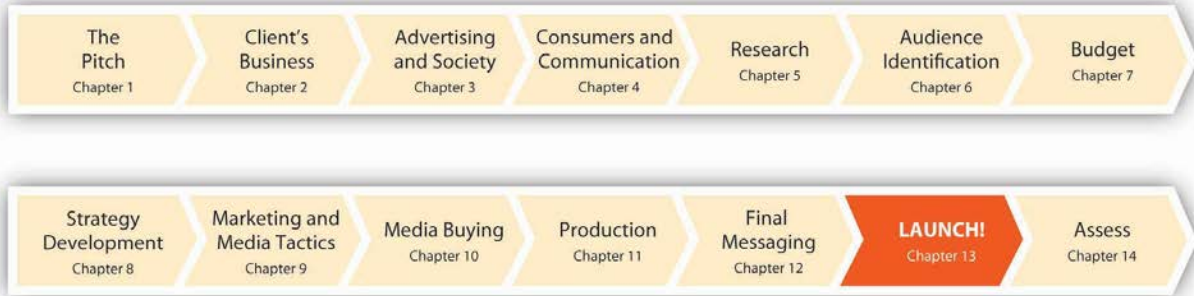 The
Pitch
Chapter 1
Client's
Business
Chapter 2
Advertising
and Society
Chapter 3
Consumers and
Communication
Chapter 4
Research
Chapter 5
Audience
Identification
Chapter 6
Budget
Chapter 7
Strategy
Development
Chapter 8
Marketing and
Media Tactics
Chapter 9
Media Buying
Chapter 10
Production
Chapter 11
Final
Messaging
Chapter 12
LAUNCH!
Chapter 13
Assess
Chapter 14